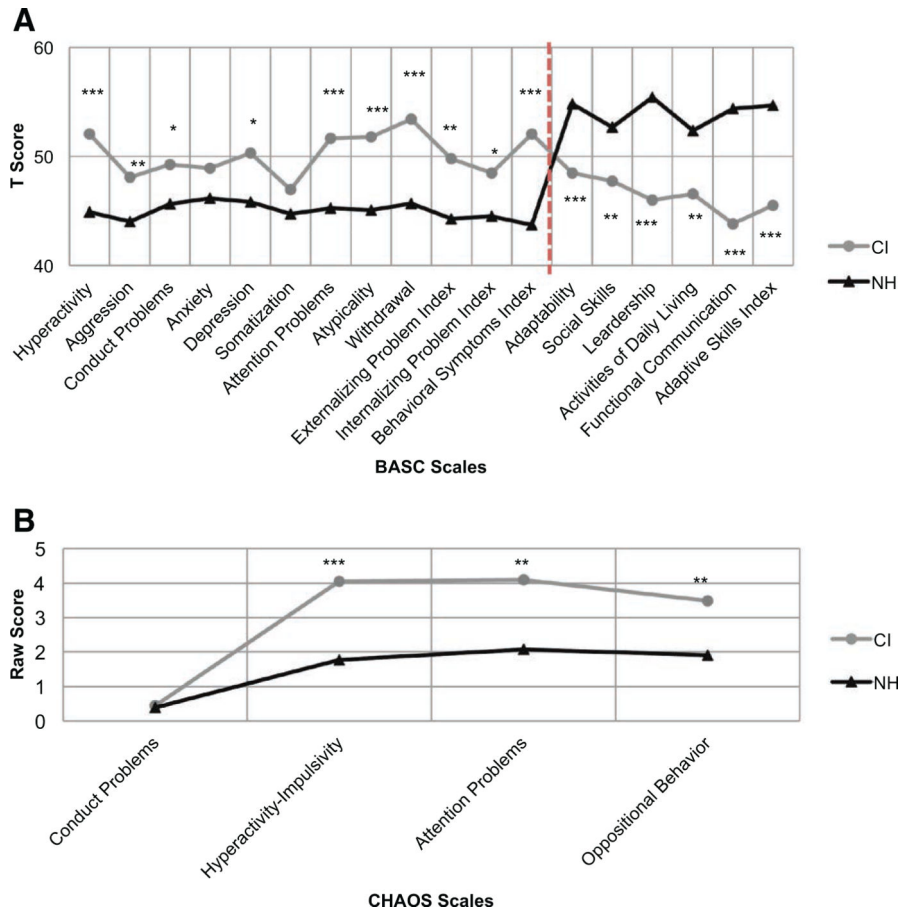 A
60
50
40
T Score
***
**
*
*
***
***
***
**
*
***
***
**
***
**
***
***
CI
NH
Hyperactivity
Aggression
Conduct Problems
Anxiety
Depression
Somatization
Attention Problems
Atypicality
Withdrawal
Externalizing Problem Index
Internalizing Problem Index
Behavioral Symptoms Index
Adaptability
Social Skills
Leardership
Activities of Daily Living
Functional Communication
Adaptive Skills Index
BASC Scales
B
5
4
3
2
1
0
Raw Score
***
**
**
CI
NH
Conduct Problems
Hyperactivity-Impulsivity
Attention Problems
Oppositional Behavior
CHAOS Scales